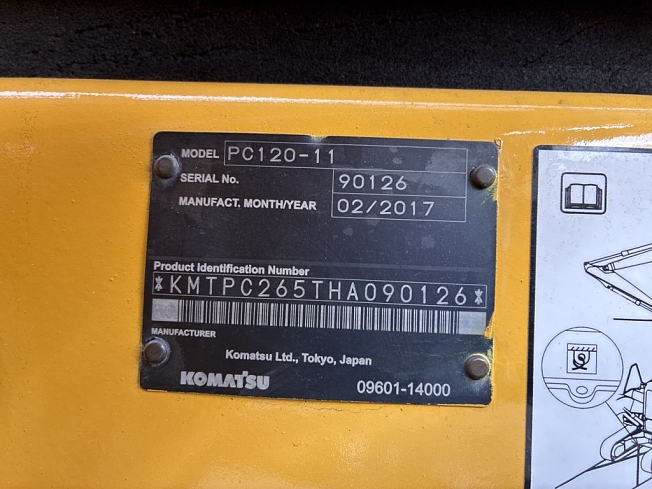 MODEL PC120-11
SERIAL No. 90126
MANUFACT. MONTH/YEAR 02/2017
Product Identification Number
*KMTPC265THA090126*
MANUFACTURER
Komatsu Ltd., Tokyo, Japan
KOMATSU 09601-14000